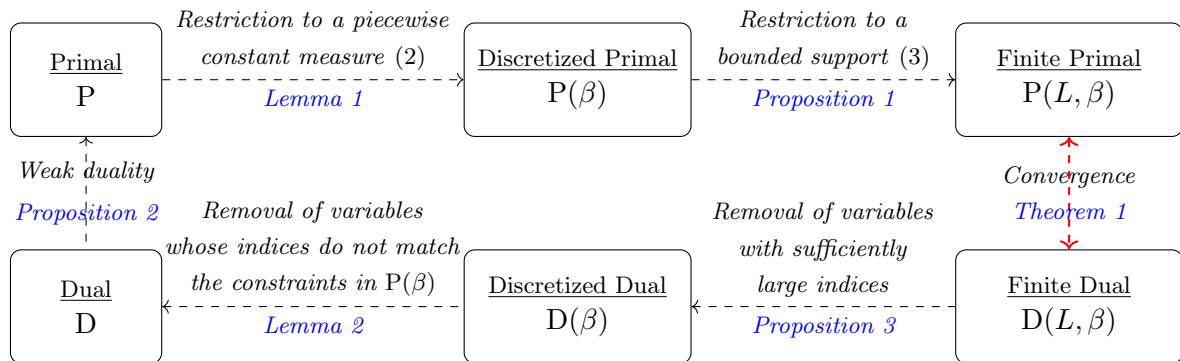 Primal
P
Restriction to a piecewise
constant measure (2)
Lemma 1
Discretized Primal
P(β)
Restriction to a
bounded support (3)
Proposition 1
Finite Primal
P(L, β)
Weak duality
Proposition 2
Convergence
Theorem 1
Dual
D
Removal of variables
whose indices do not match
the constraints in P(β)
Lemma 2
Discretized Dual
D(β)
Removal of variables
with sufficiently
large indices
Proposition 3
Finite Dual
D(L, β)